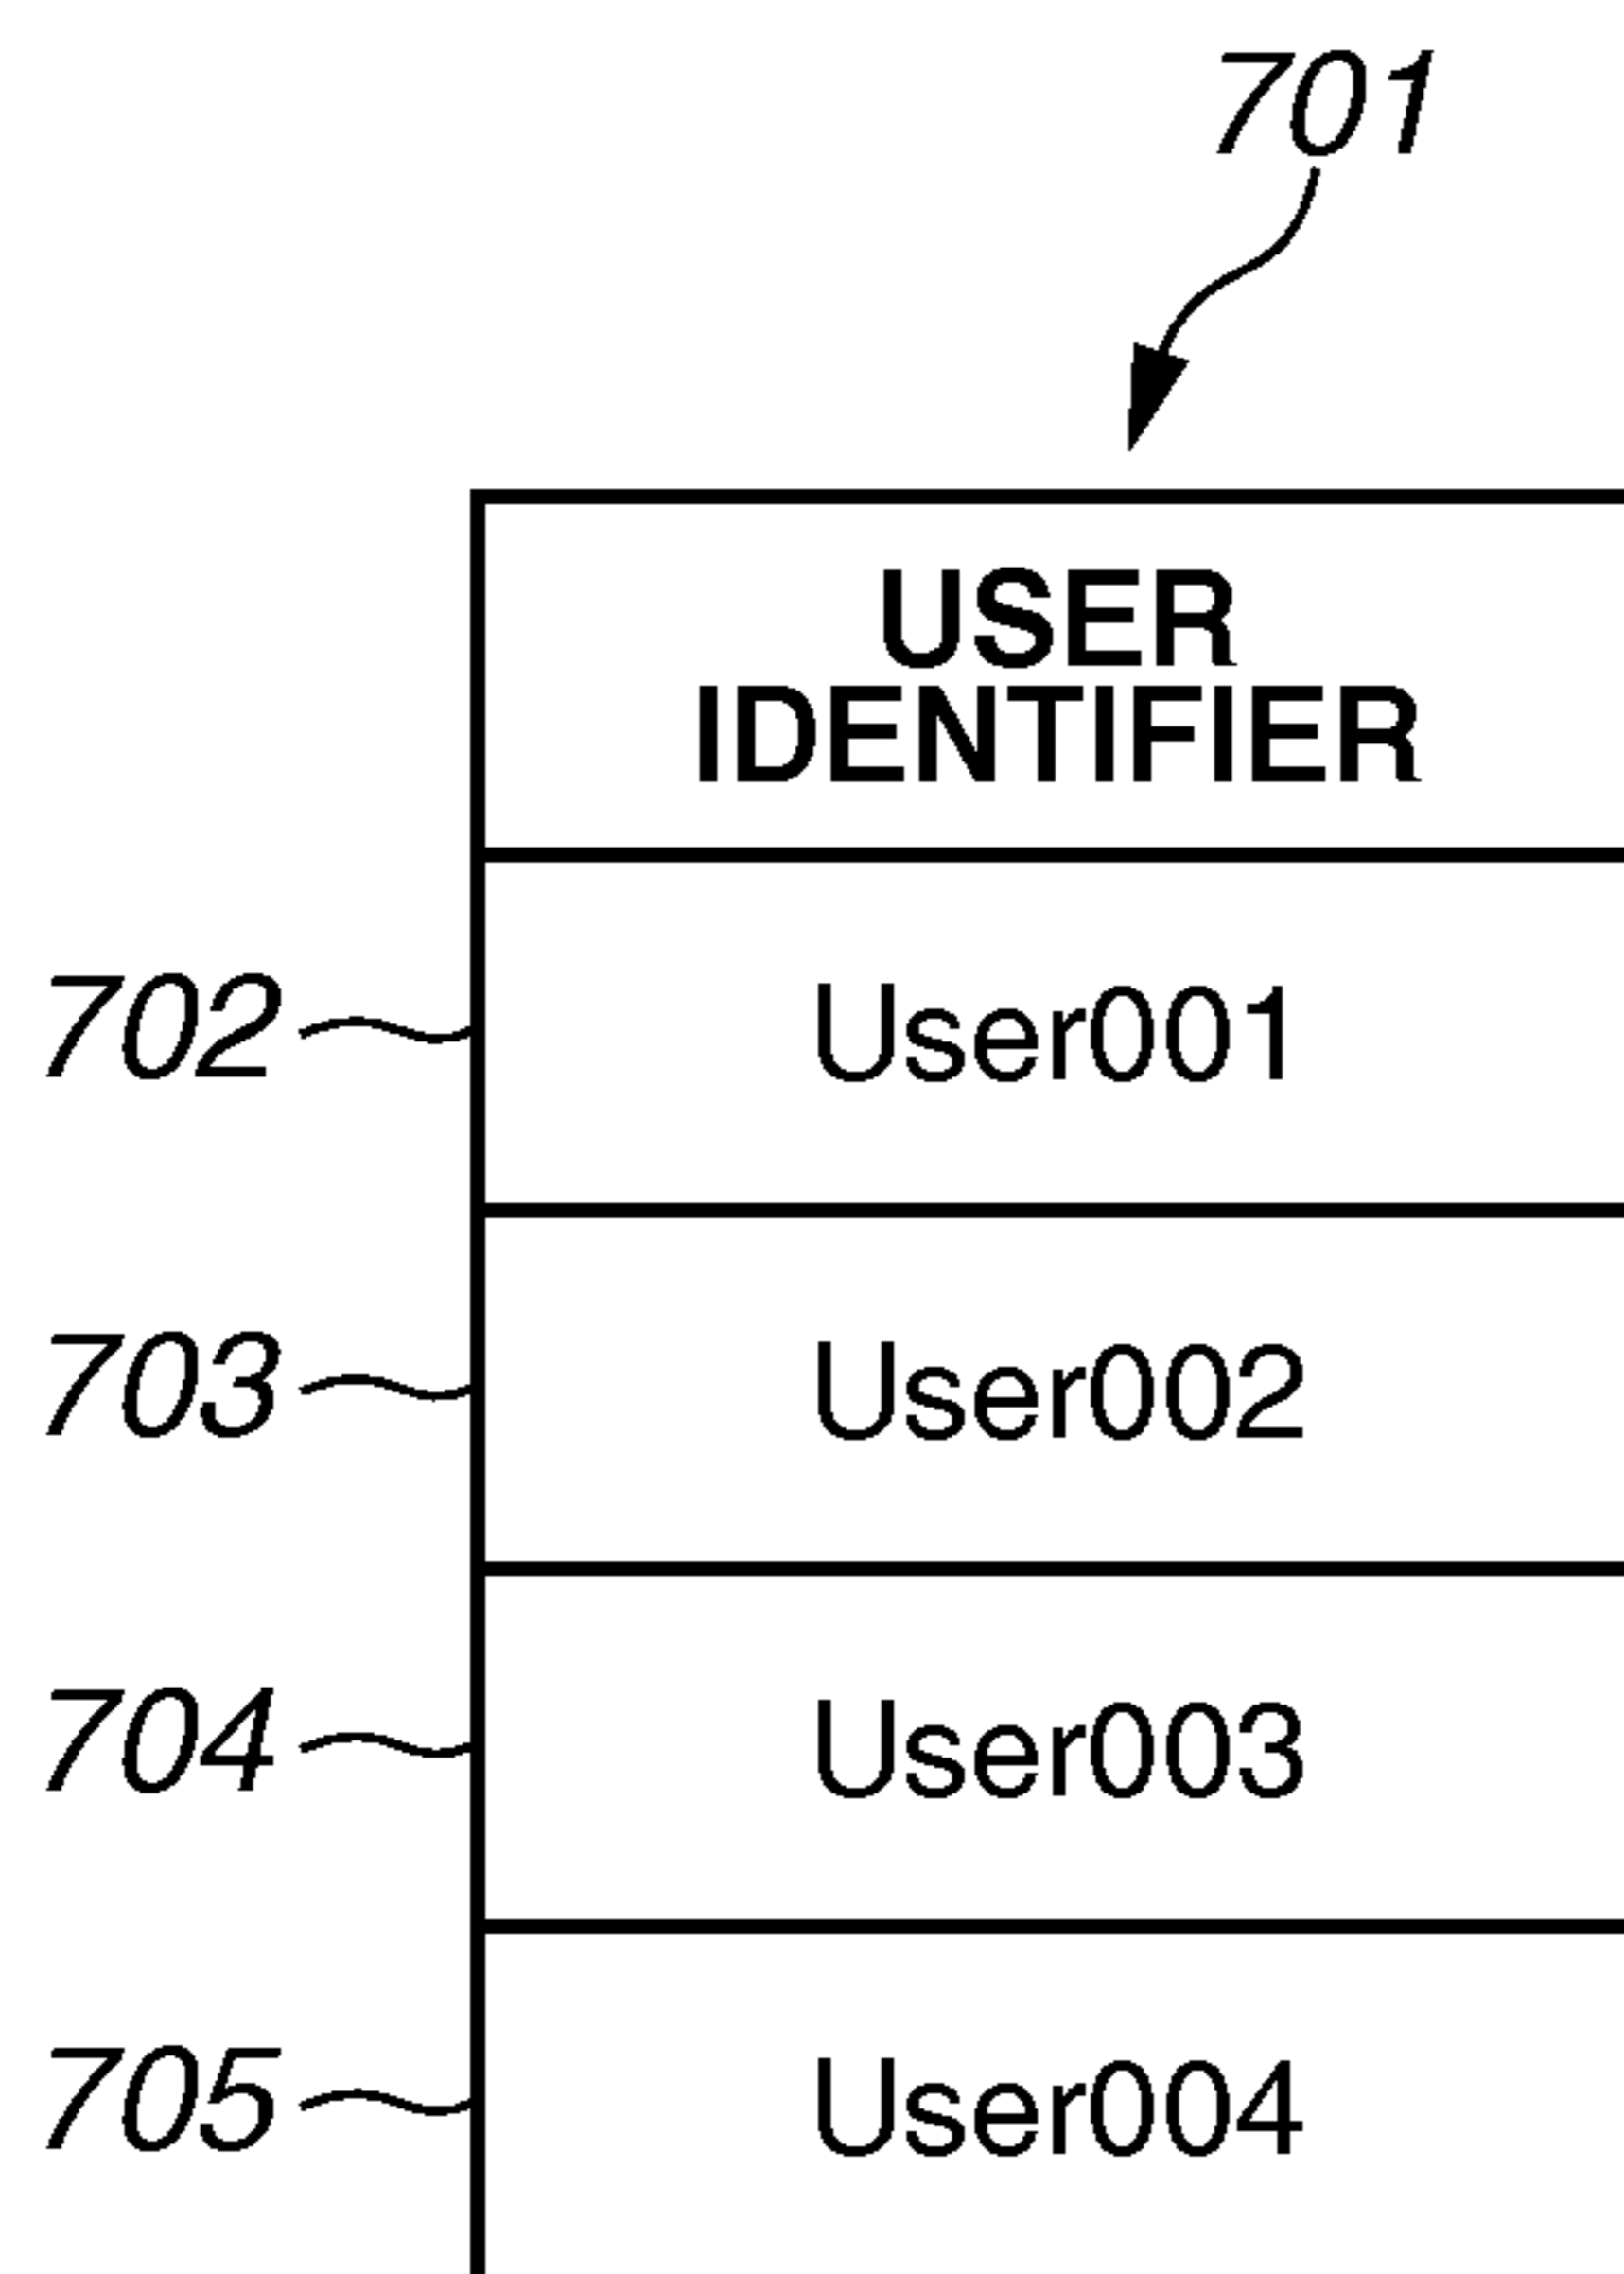 701
USER
IDENTIFIER
702 User001
703 User002
704 User003
705 User004